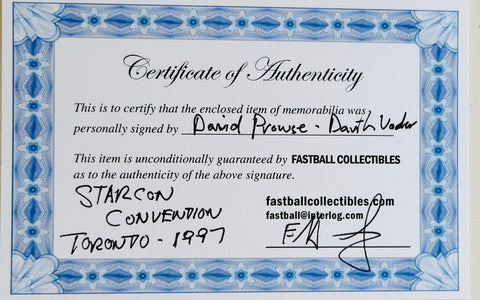 Certificate of Authenticity
This is to certify that the enclosed item of memorabilia was
personally signed by David Prowse - Darth Vader
This item is unconditionally guaranteed by FASTBALL COLLECTIBLES
as to the authenticity of the above signature.
STARCON
CONVENTION
TORONTO - 1997
fastballcollectibles.com
fastball@interlog.com